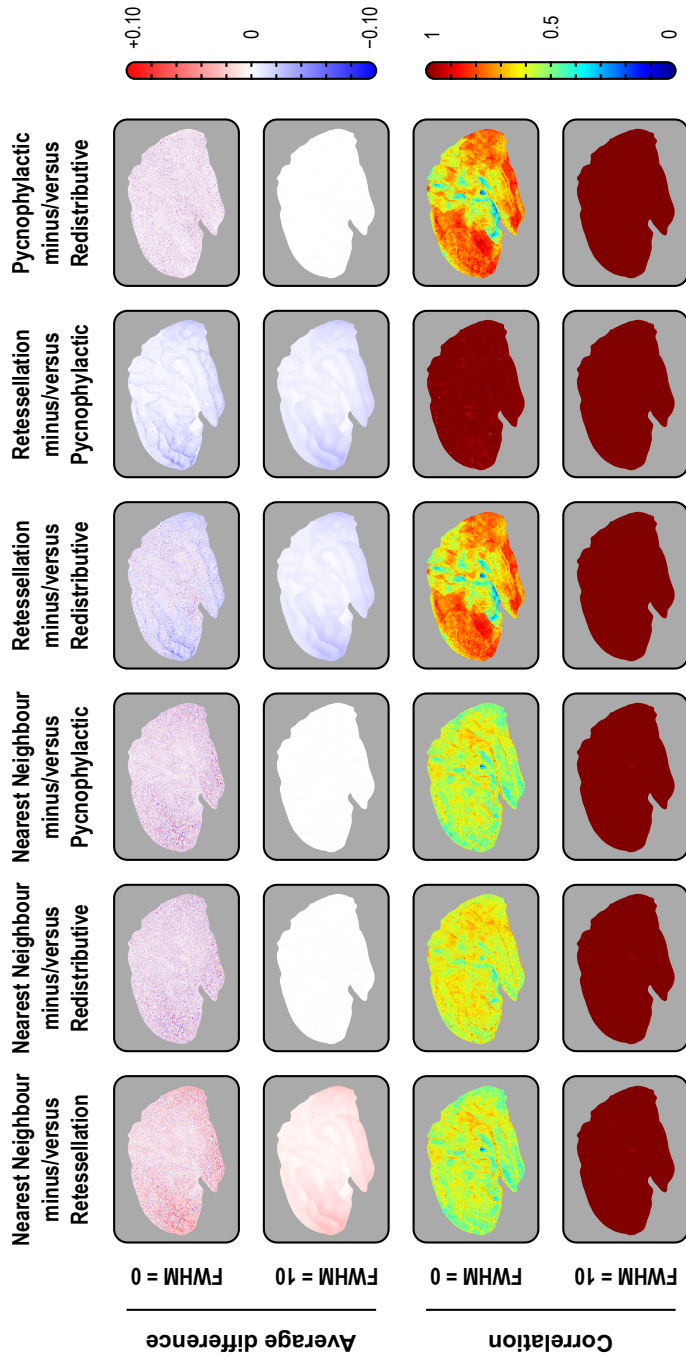 Nearest Neighbour
minus/versus
Retessellation
Nearest Neighbour
minus/versus
Redistributive
Nearest Neighbour
minus/versus
Pycnophylactic
Retessellation
minus/versus
Redistributive
Retessellation
minus/versus
Pycnophylactic
Pycnophylactic
minus/versus
Redistributive
Average difference
FWHM = 0
FWHM = 10
+0.10
0
-0.10
Correlation
FWHM = 0
FWHM = 10
1
0.5
0